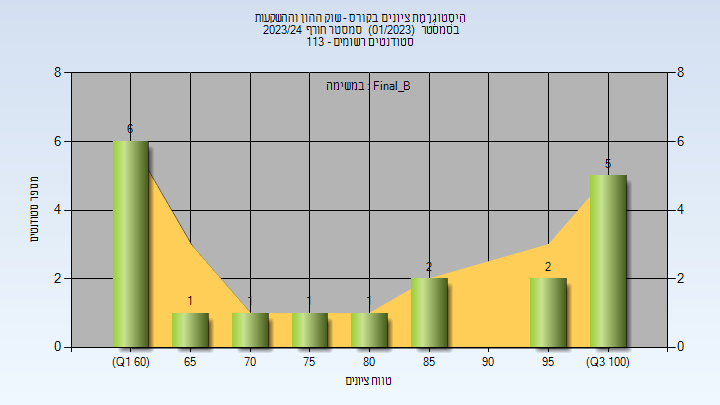 היסטוגרמת ציונים בקורס - שוק ההון וההשקעות
בסמסטר (01/2023) סמסטר חורף 2023/24
סטודנטים רשומים - 113
במשימה : Final_B
מספר סטודנטים
8 8
6 6
4 4
2 2
0 0
6 1 1 1 1 2 2 5
(Q1 60) 65 70 75 80 85 90 95 (Q3 100)
טווח ציונים